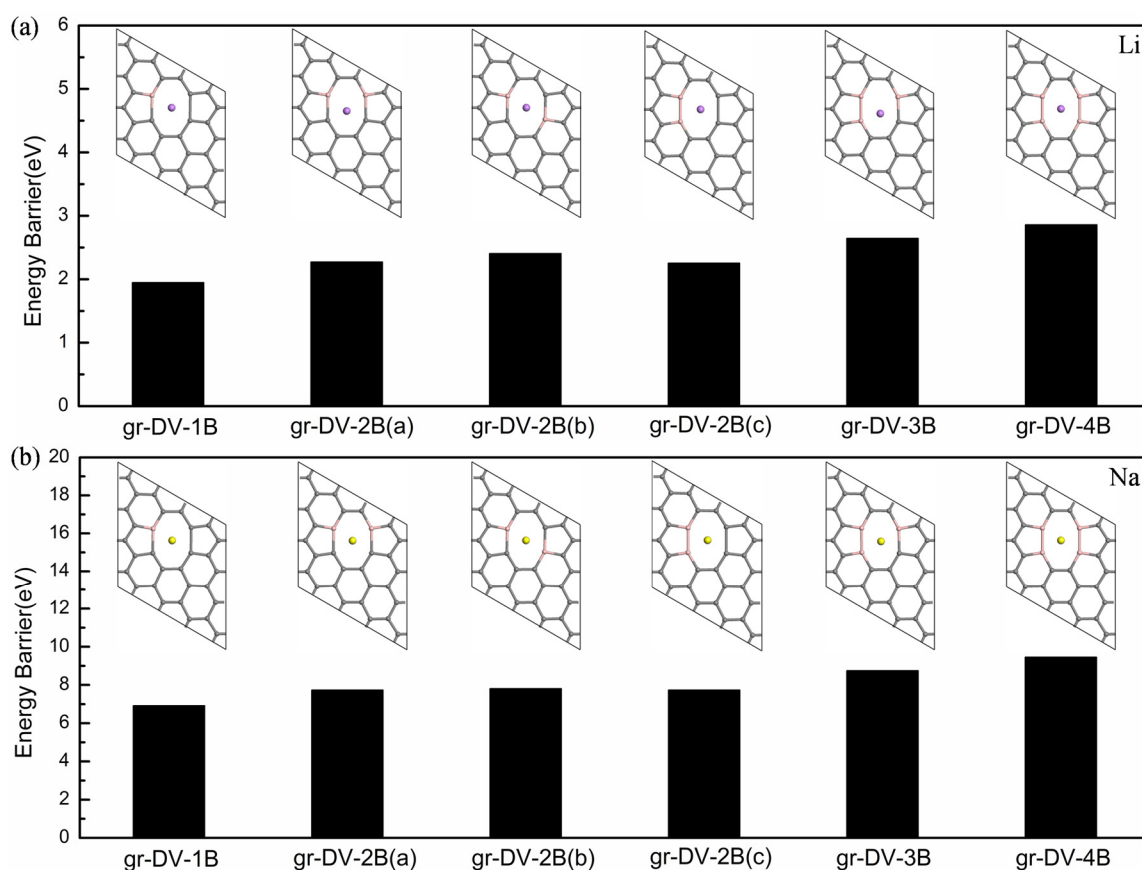 (a)
Li
Energy Barrier(eV)
6
5
4
3
2
1
0
gr-DV-1B gr-DV-2B(a) gr-DV-2B(b) gr-DV-2B(c) gr-DV-3B gr-DV-4B
(b)
Na
Energy Barrier(eV)
20
18
16
14
12
10
8
6
4
2
0
gr-DV-1B gr-DV-2B(a) gr-DV-2B(b) gr-DV-2B(c) gr-DV-3B gr-DV-4B